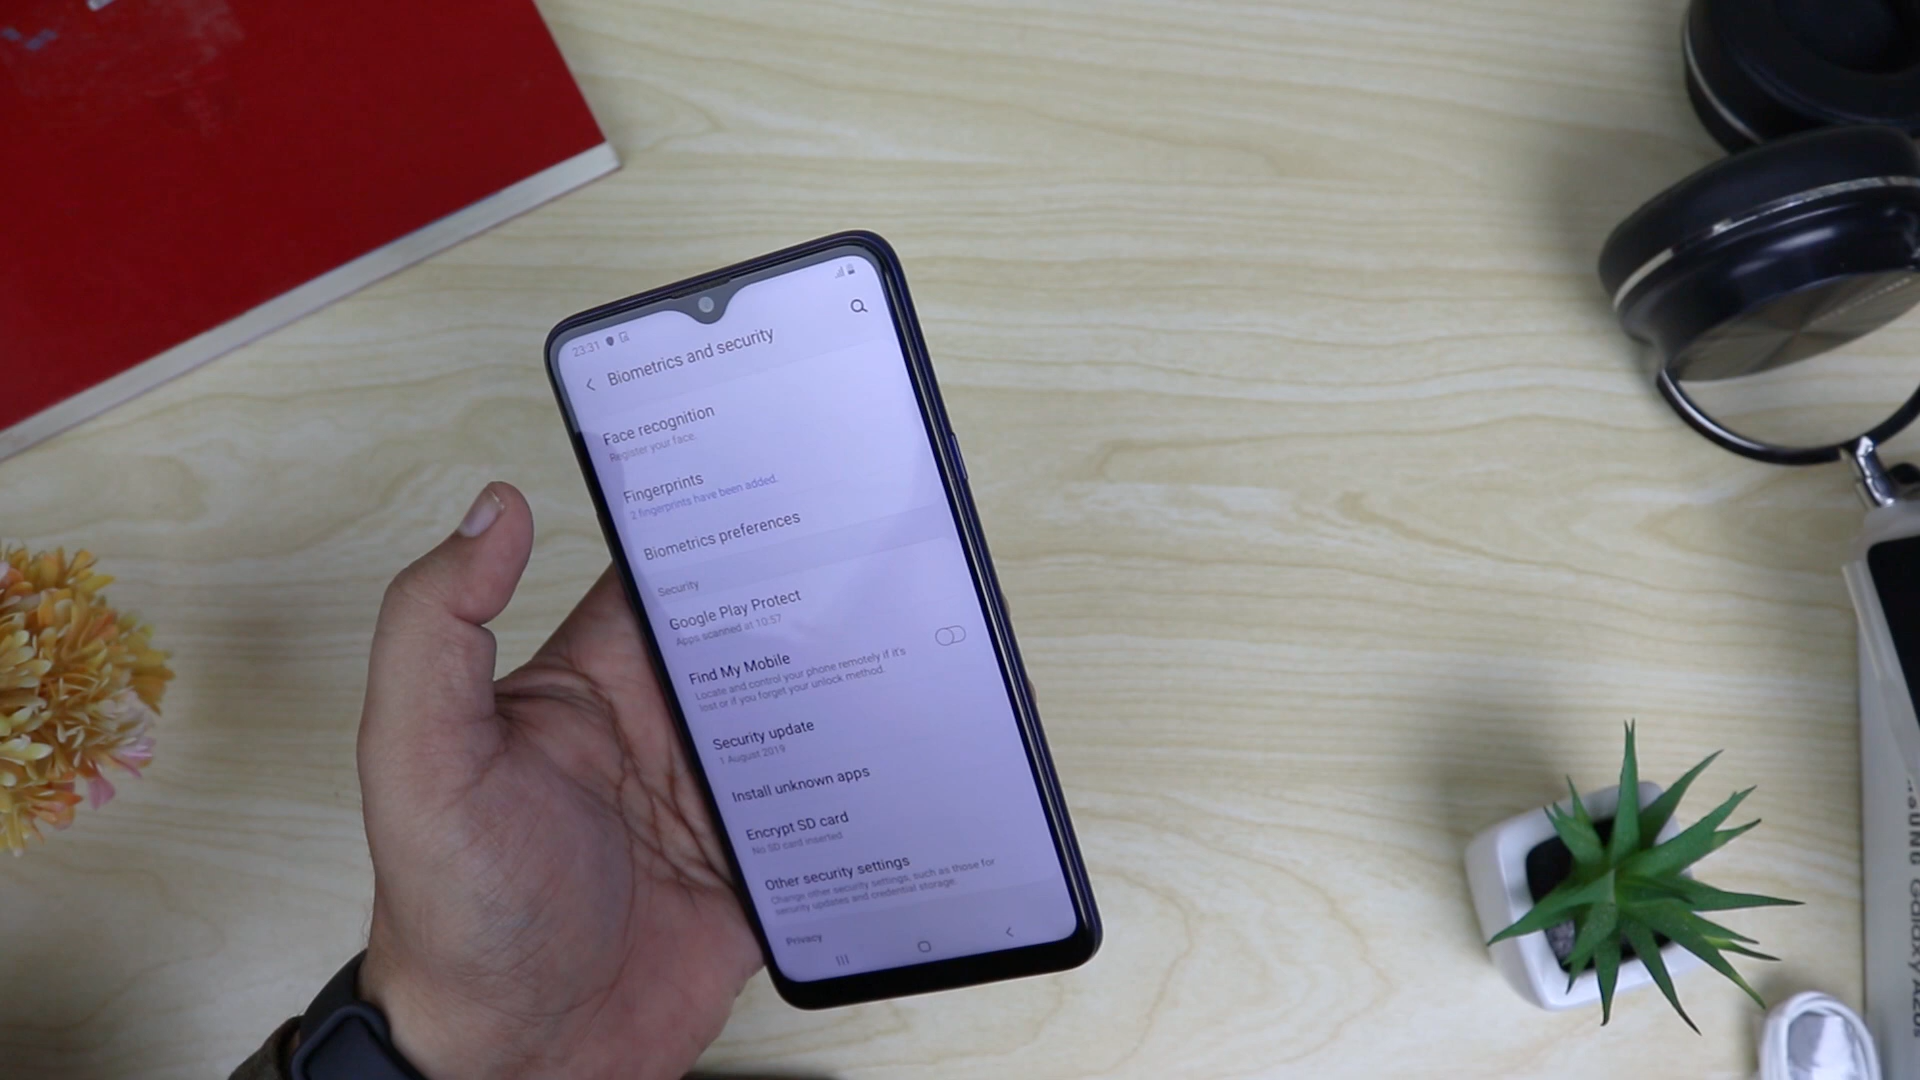 23:31
Biometrics and security
Face recognition
Register your face.
Fingerprints
2 fingerprints have been added.
Biometrics preferences
Security
Google Play Protect
Apps scanned at 10:57
Find My Mobile
Locate and control your phone remotely if it's
lost or if you forget your unlock method.
Security update
1 August 2019
Install unknown apps
Encrypt SD card
No SD card inserted.
Other security settings
Change other security settings, such as those for
security updates and credential storage.
Privacy
SAMSUNG Galaxy A20s